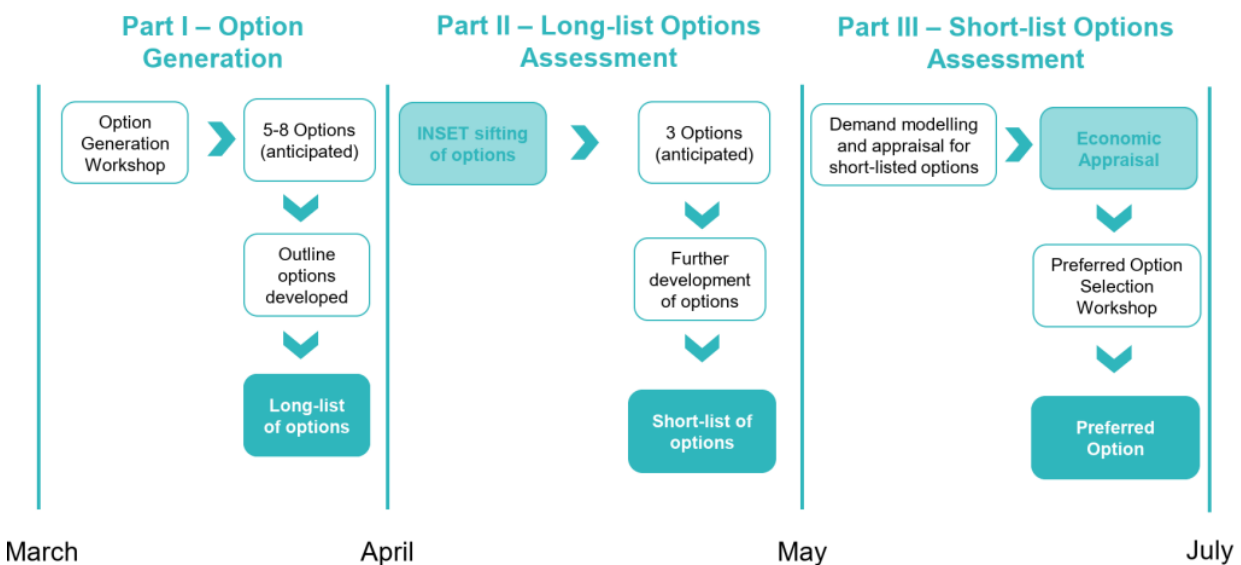 Part I – Option
Generation
Option
Generation
Workshop
5-8 Options
(anticipated)
Outline
options
developed
Long-list
of options
Part II – Long-list Options
Assessment
INSET sifting
of options
3 Options
(anticipated)
Further
development
of options
Short-list of
options
Part III – Short-list Options
Assessment
Demand modelling
and appraisal for
short-listed options
Economic
Appraisal
Preferred Option
Selection
Workshop
Preferred
Option
March
April
May
July